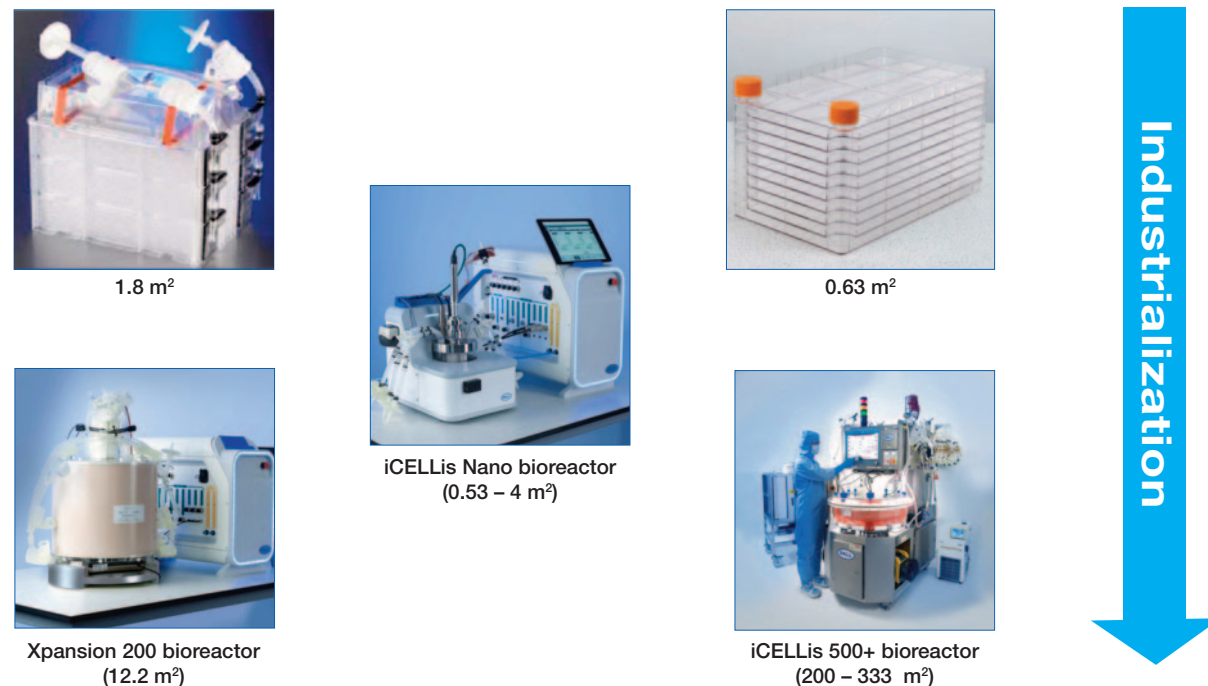 1.8 m²
0.63 m²
iCELLis Nano bioreactor
(0.53 – 4 m²)
Xpansion 200 bioreactor
(12.2 m²)
iCELLis 500+ bioreactor
(200 – 333 m²)
Industrialization